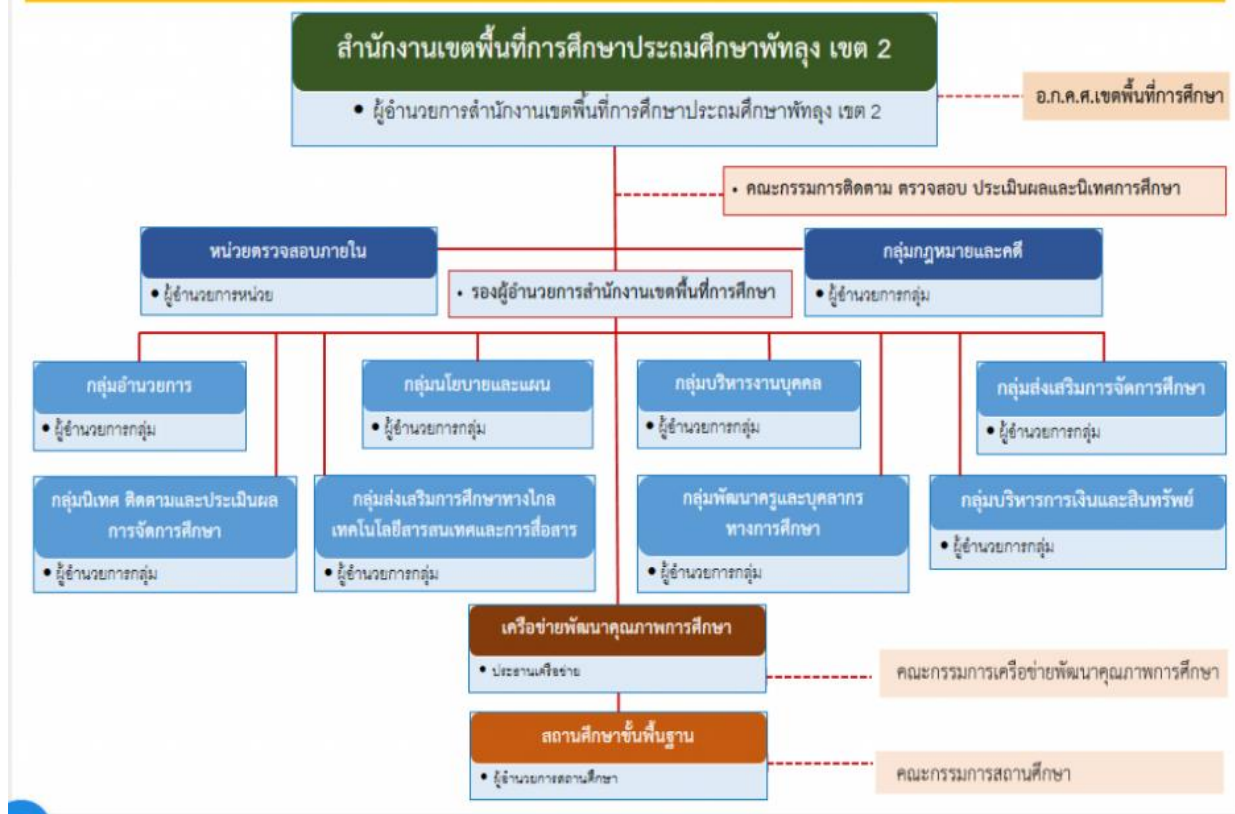 สำนักงานเขตพื้นที่การศึกษาประถมศึกษาพัทลุง เขต 2
• ผู้อำนวยการสำนักงานเขตพื้นที่การศึกษาประถมศึกษาพัทลุง เขต 2
อ.ก.ค.ศ.เขตพื้นที่การศึกษา
• คณะกรรมการติดตาม ตรวจสอบ ประเมินผลและนิเทศการศึกษา
หน่วยตรวจสอบภายใน
• ผู้อำนวยการหน่วย
กลุ่มกฎหมายและคดี
• ผู้อำนวยการกลุ่ม
• รองผู้อำนวยการสำนักงานเขตพื้นที่การศึกษา
กลุ่มอำนวยการ
• ผู้อำนวยการกลุ่ม
กลุ่มนโยบายและแผน
• ผู้อำนวยการกลุ่ม
กลุ่มบริหารงานบุคคล
• ผู้อำนวยการกลุ่ม
กลุ่มส่งเสริมการจัดการศึกษา
• ผู้อำนวยการกลุ่ม
กลุ่มนิเทศ ติดตามและประเมินผล
การจัดการศึกษา
• ผู้อำนวยการกลุ่ม
กลุ่มส่งเสริมการศึกษาทางไกล
เทคโนโลยีสารสนเทศและการสื่อสาร
• ผู้อำนวยการกลุ่ม
กลุ่มพัฒนาครูและบุคลากร
ทางการศึกษา
• ผู้อำนวยการกลุ่ม
กลุ่มบริหารการเงินและสินทรัพย์
• ผู้อำนวยการกลุ่ม
เครือข่ายพัฒนาคุณภาพการศึกษา
• ประธานเครือข่าย
คณะกรรมการเครือข่ายพัฒนาคุณภาพการศึกษา
สถานศึกษาขั้นพื้นฐาน
• ผู้อำนวยการสถานศึกษา
คณะกรรมการสถานศึกษา